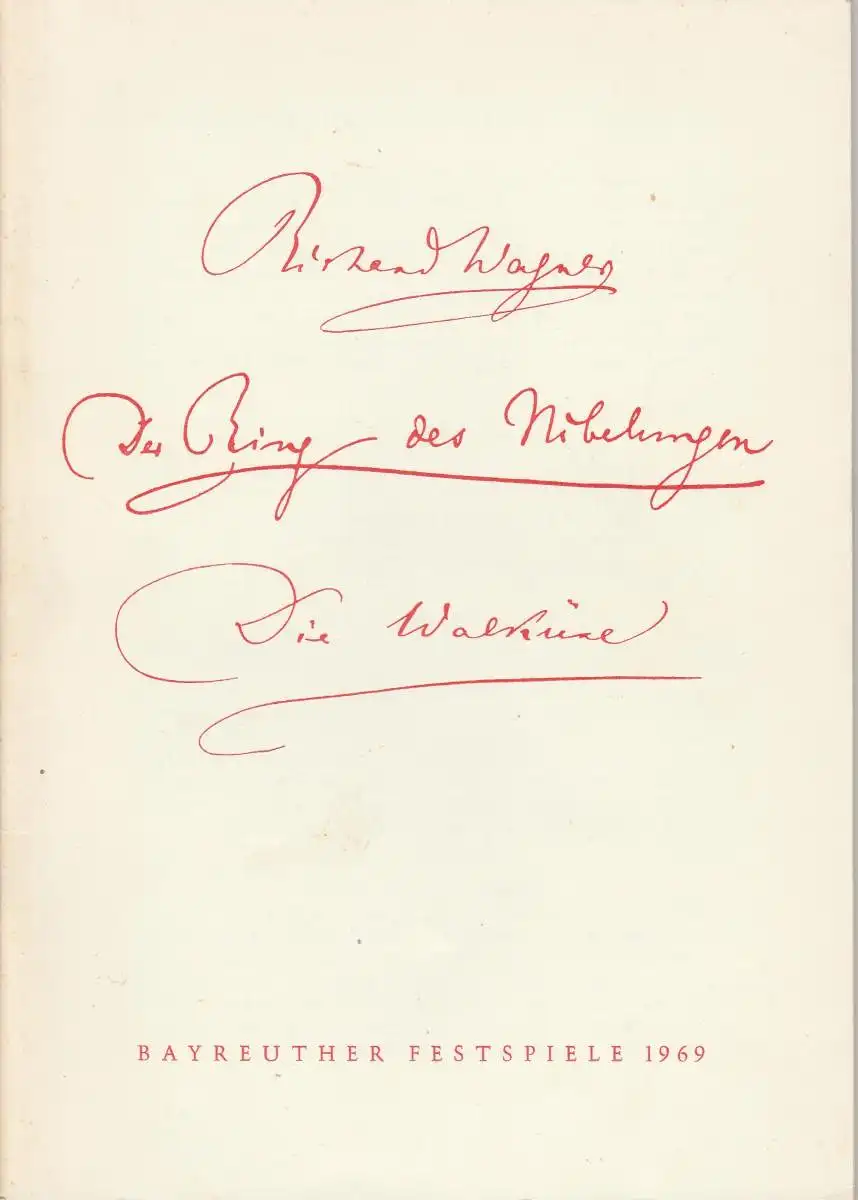 Richard Wagner
Der Ring des Nibelungen
Die Walküre
BAYREUTHER FESTSPIELE 1969